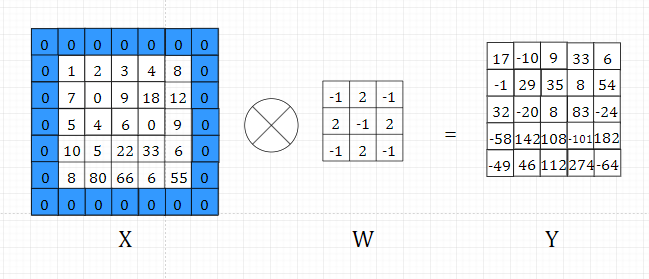 0 0 0 0 0 0 0
0 1 2 3 4 8 0
0 7 0 9 18 12 0
0 5 4 6 0 9 0
0 10 5 22 33 6 0
0 8 80 66 6 55 0
0 0 0 0 0 0 0
X
-1 2 -1
2 -1 2
-1 2 -1
W
=
17 -10 9 33 6
-1 29 35 8 54
32 -20 8 83 -24
-58 142 108 -101 182
-49 46 112 274 -64
Y